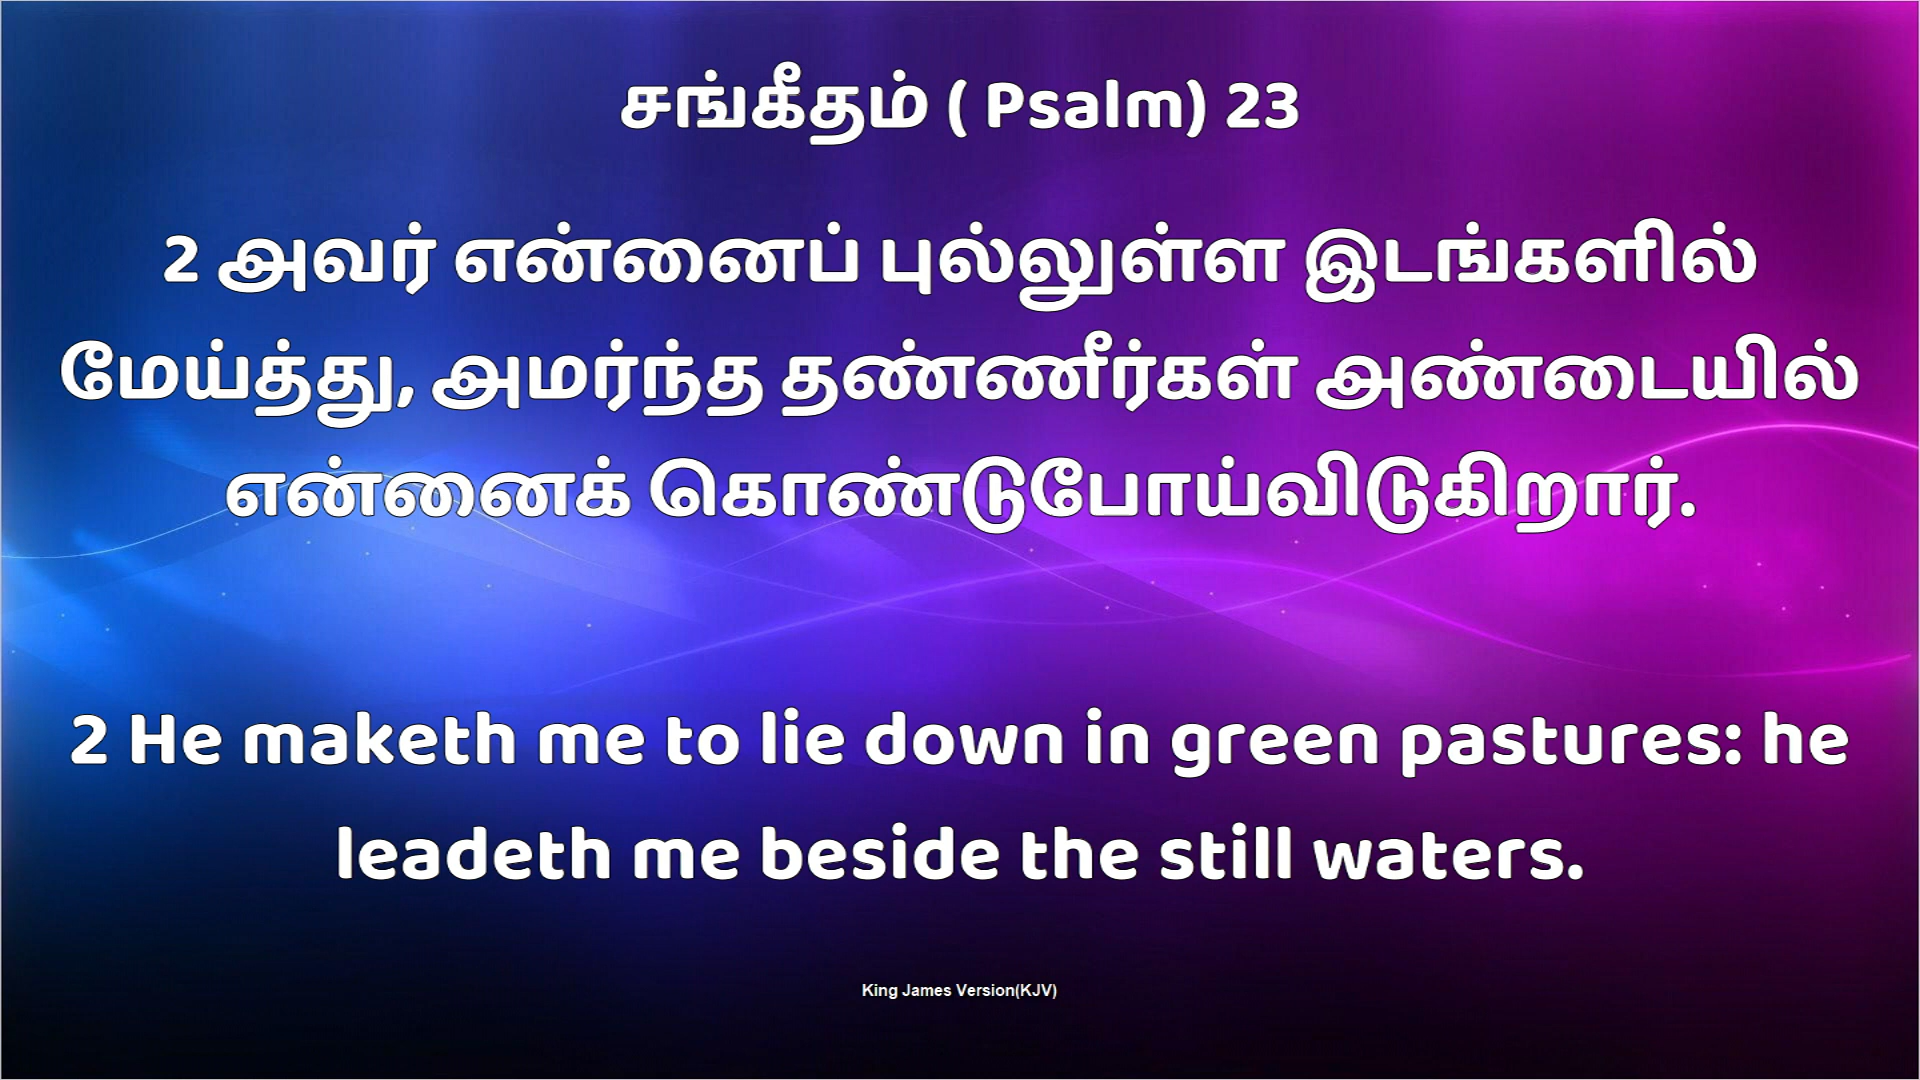 சங்கீதம் ( Psalm) 23
2 அவர் என்னைப் புல்லுள்ள இடங்களில்
மேய்த்து, அமர்ந்த தண்ணீர்கள் அண்டையில்
என்னைக் கொண்டுபோய்விடுகிறார்.
2 He maketh me to lie down in green pastures: he
leadeth me beside the still waters.
King James Version(KJV)